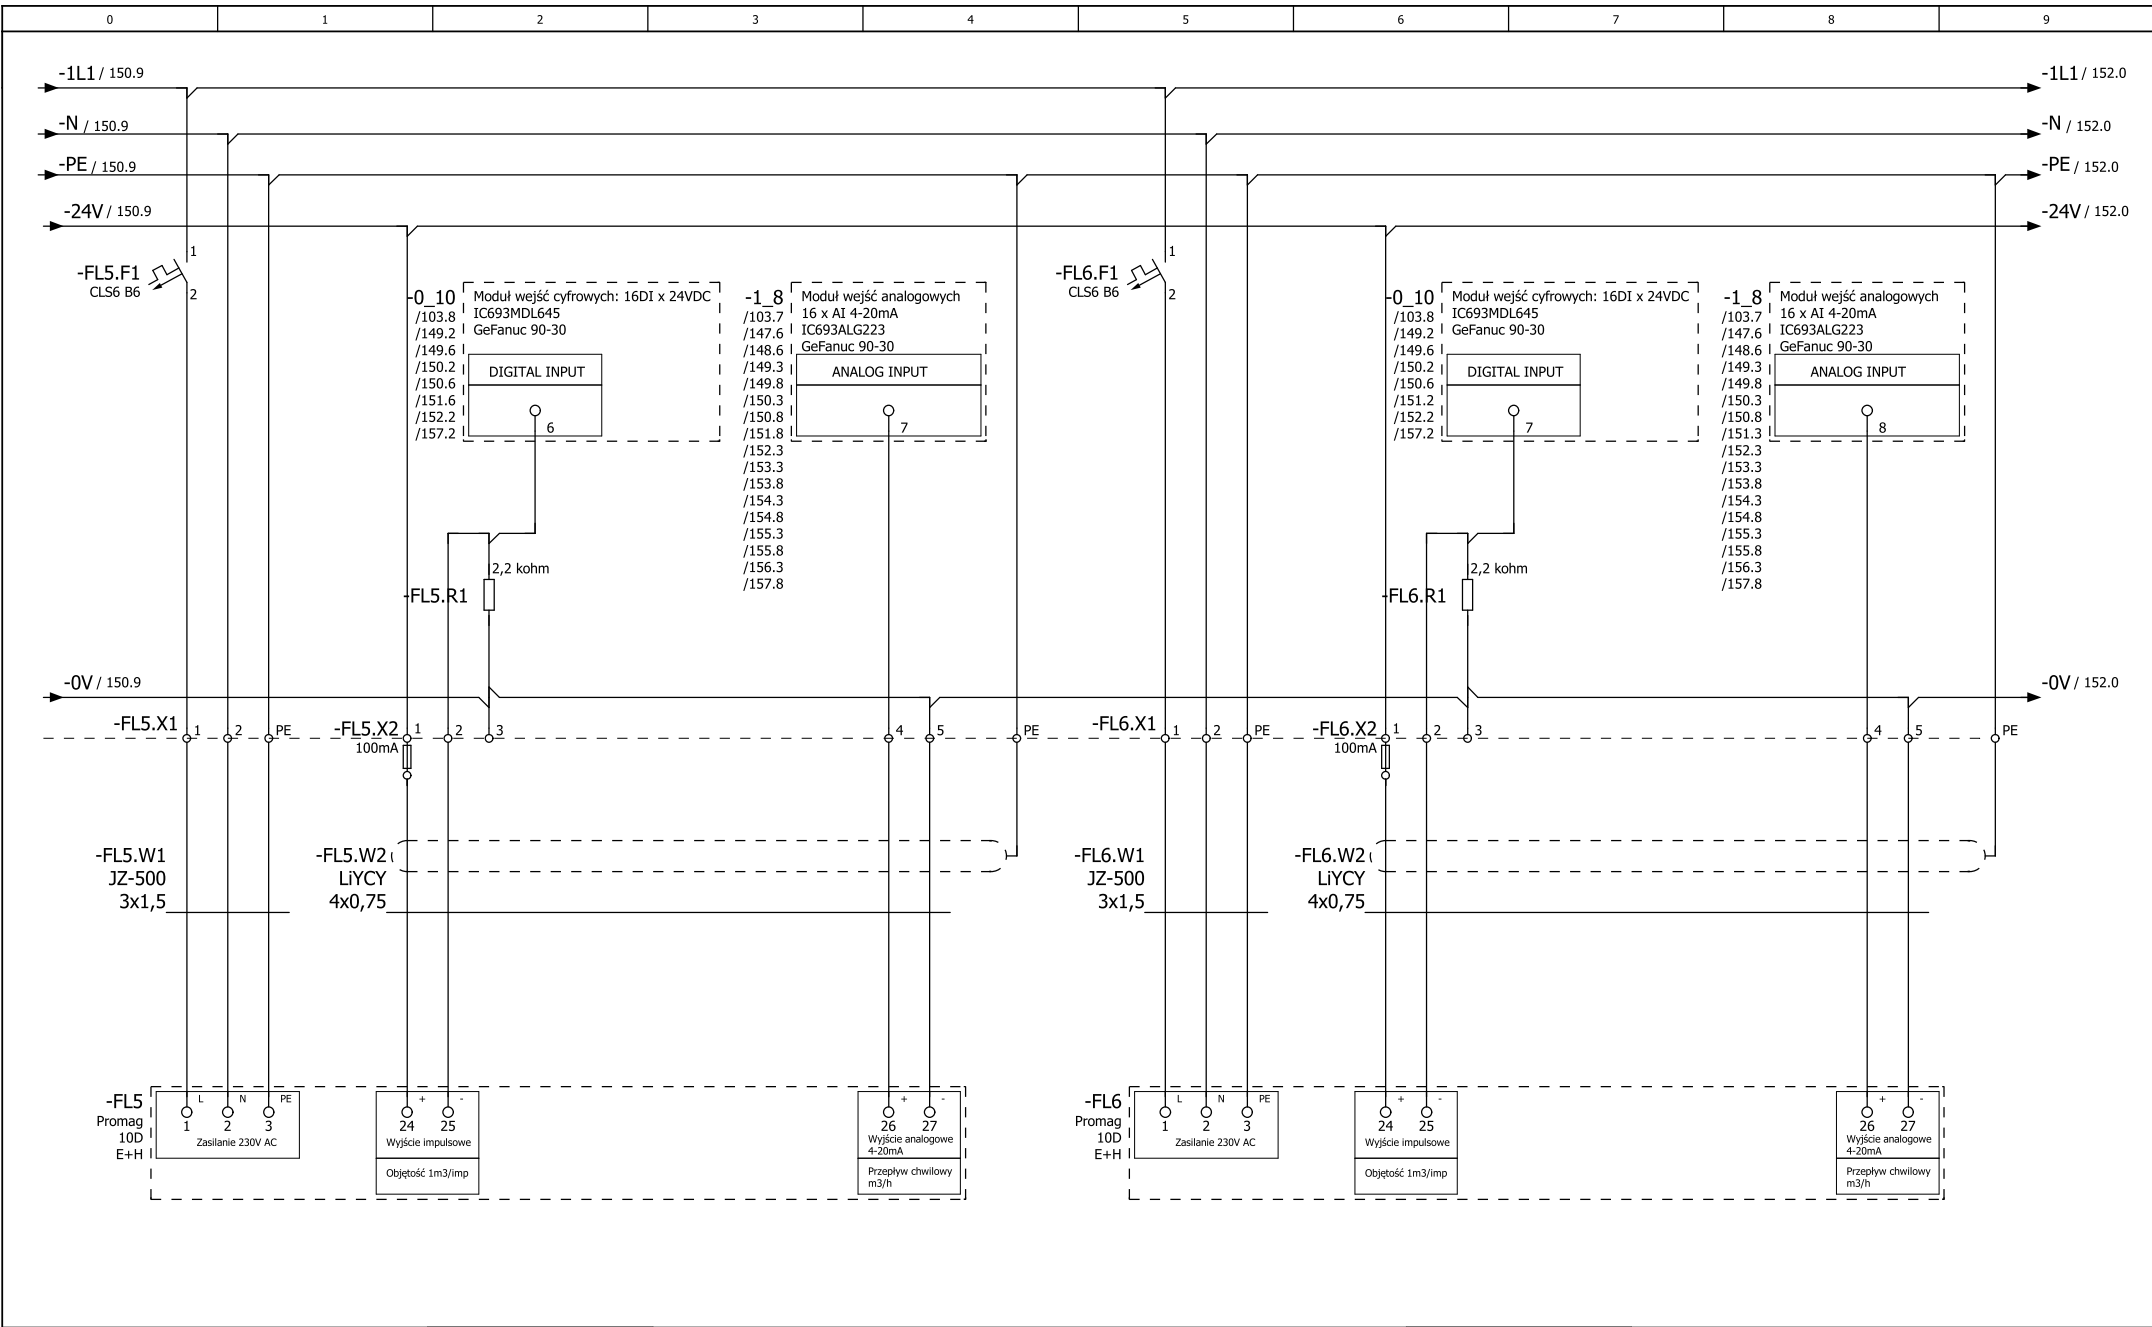 0 1 2 3 4 5 6 7 8 9
-1L1 / 150.9
-1L1 / 152.0
-N / 150.9
-N / 152.0
-PE / 150.9
-PE / 152.0
-24V / 150.9
-24V / 152.0
1
-FL5.F1
CLS6 B6
2
-0_10
/103.8
/149.2
/149.6
/150.2
/150.6
/151.6
/152.2
/157.2
Moduł wejść cyfrowych: 16DI x 24VDC
IC693MDL645
GeFanuc 90-30
DIGITAL INPUT
6
-1_8
/103.7
/147.6
/148.6
/149.3
/149.8
/150.3
/150.8
/151.8
/152.3
/153.3
/153.8
/154.3
/154.8
/155.3
/155.8
/156.3
/157.8
Moduł wejść analogowych
16 x AI 4-20mA
IC693ALG223
GeFanuc 90-30
ANALOG INPUT
7
1
-FL6.F1
CLS6 B6
2
-0_10
/103.8
/149.2
/149.6
/150.2
/150.6
/151.2
/152.2
/157.2
Moduł wejść cyfrowych: 16DI x 24VDC
IC693MDL645
GeFanuc 90-30
DIGITAL INPUT
7
-1_8
/103.7
/147.6
/148.6
/149.3
/149.8
/150.3
/150.8
/151.3
/152.3
/153.3
/153.8
/154.3
/154.8
/155.3
/155.8
/156.3
/157.8
Moduł wejść analogowych
16 x AI 4-20mA
IC693ALG223
GeFanuc 90-30
ANALOG INPUT
8
2,2 kohm
-FL5.R1
2,2 kohm
-FL6.R1
-0V / 150.9
-0V / 152.0
-FL5.X1 1 2 PE
-FL5.X2 1 2 3 4 5 PE
100mA
-FL6.X1 1 2 PE
-FL6.X2 1 2 3 4 5 PE
100mA
-FL5.W1
JZ-500
3x1,5
-FL5.W2
LiYCY
4x0,75
-FL6.W1
JZ-500
3x1,5
-FL6.W2
LiYCY
4x0,75
-FL5
Promag
10D
E+H
L N PE
1 2 3
Zasilanie 230V AC
+ -
24 25
Wyjście impulsowe
Objętość 1m3/imp
+ -
26 27
Wyjście analogowe
4-20mA
Przepływ chwilowy
m3/h
-FL6
Promag
10D
E+H
L N PE
1 2 3
Zasilanie 230V AC
+ -
24 25
Wyjście impulsowe
Objętość 1m3/imp
+ -
26 27
Wyjście analogowe
4-20mA
Przepływ chwilowy
m3/h